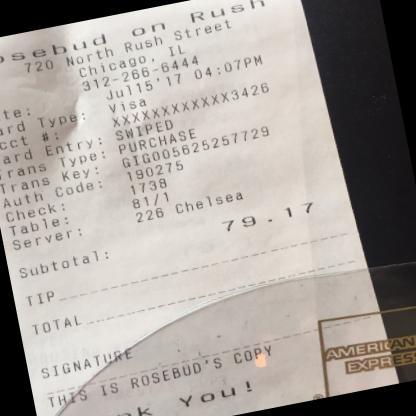 osebud on Rush
720 North Rush Street
Chicago, IL
312-266-6444
te: Jul15'17 04:07PM
ard Type: Visa
cct #: XXXXXXXXXXXX3426
ard Entry: SWIPED
Trans Type: PURCHASE
Trans Key: GIG005625257729
Auth Code: 190275
Check: 1738
Table: 81/1
Server: 226 Chelsea
Subtotal: 79.17
TIP
TOTAL
SIGNATURE
THIS IS ROSEBUD'S COPY
nk You!
AMERICAN
EXPRES